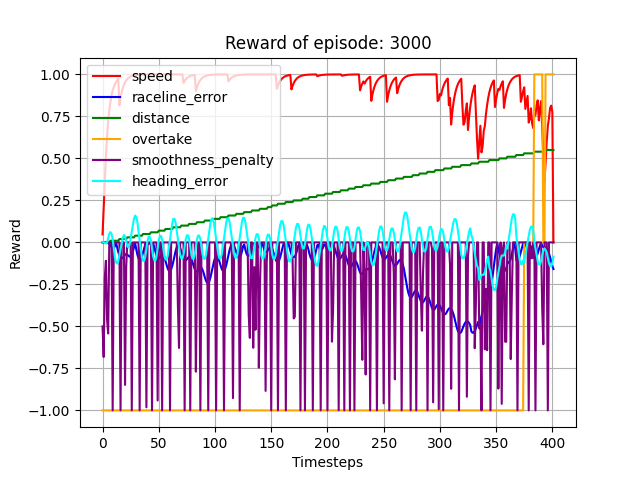 Reward of episode: 3000
speed
raceline_error
distance
overtake
smoothness_penalty
heading_error
Reward
1.00
0.75
0.50
0.25
0.00
−0.25
−0.50
−0.75
−1.00
0 50 100 150 200 250 300 350 400
Timesteps